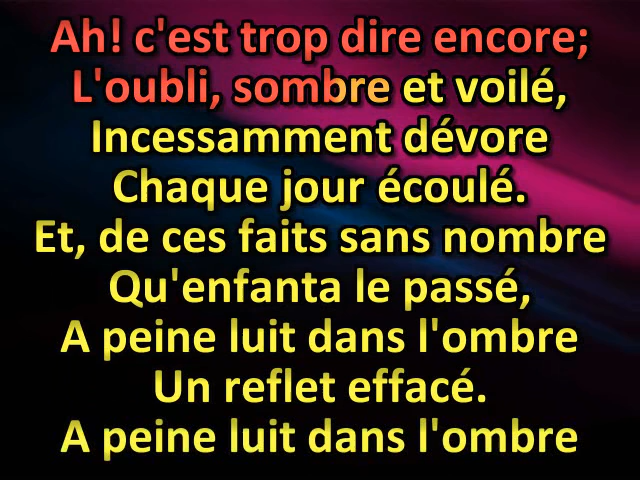 Ah! c'est trop dire encore;
L'oubli, sombre et voilé,
Incessamment dévore
Chaque jour écoulé.
Et, de ces faits sans nombre
Qu'enfanta le passé,
A peine luit dans l'ombre
Un reflet effacé.
A peine luit dans l'ombre